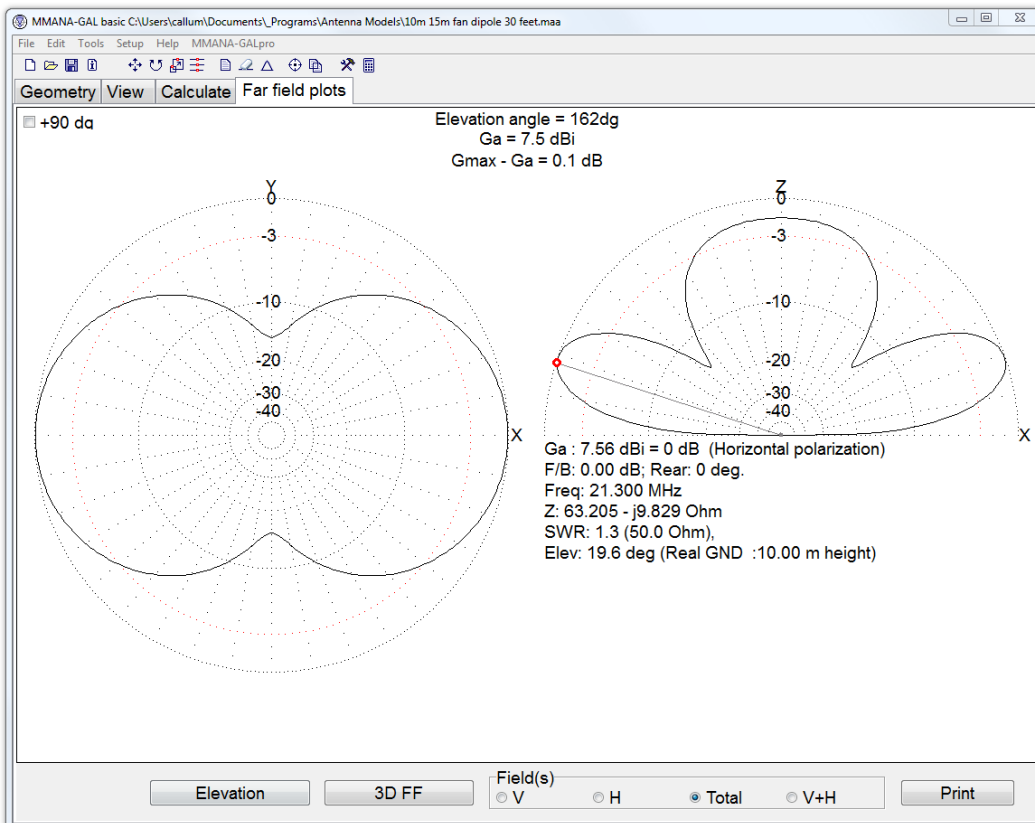 MMANA-GAL basic C:\Users\callum\Documents\_Programs\Antenna Models\10m 15m fan dipole 30 feet.maa
File Edit Tools Setup Help MMANA-GALpro
Geometry View Calculate Far field plots
+90 dg
Elevation angle = 162dg
Ga = 7.5 dBi
Gmax - Ga = 0.1 dB
Y
0
-3
-10
-20
-30
-40
X
Z
0
-3
-10
-20
-30
-40
X
Ga : 7.56 dBi = 0 dB (Horizontal polarization)
F/B: 0.00 dB; Rear: 0 deg.
Freq: 21.300 MHz
Z: 63.205 - j9.829 Ohm
SWR: 1.3 (50.0 Ohm),
Elev: 19.6 deg (Real GND :10.00 m height)
Elevation
3D FF
Field(s)
V H Total V+H
Print